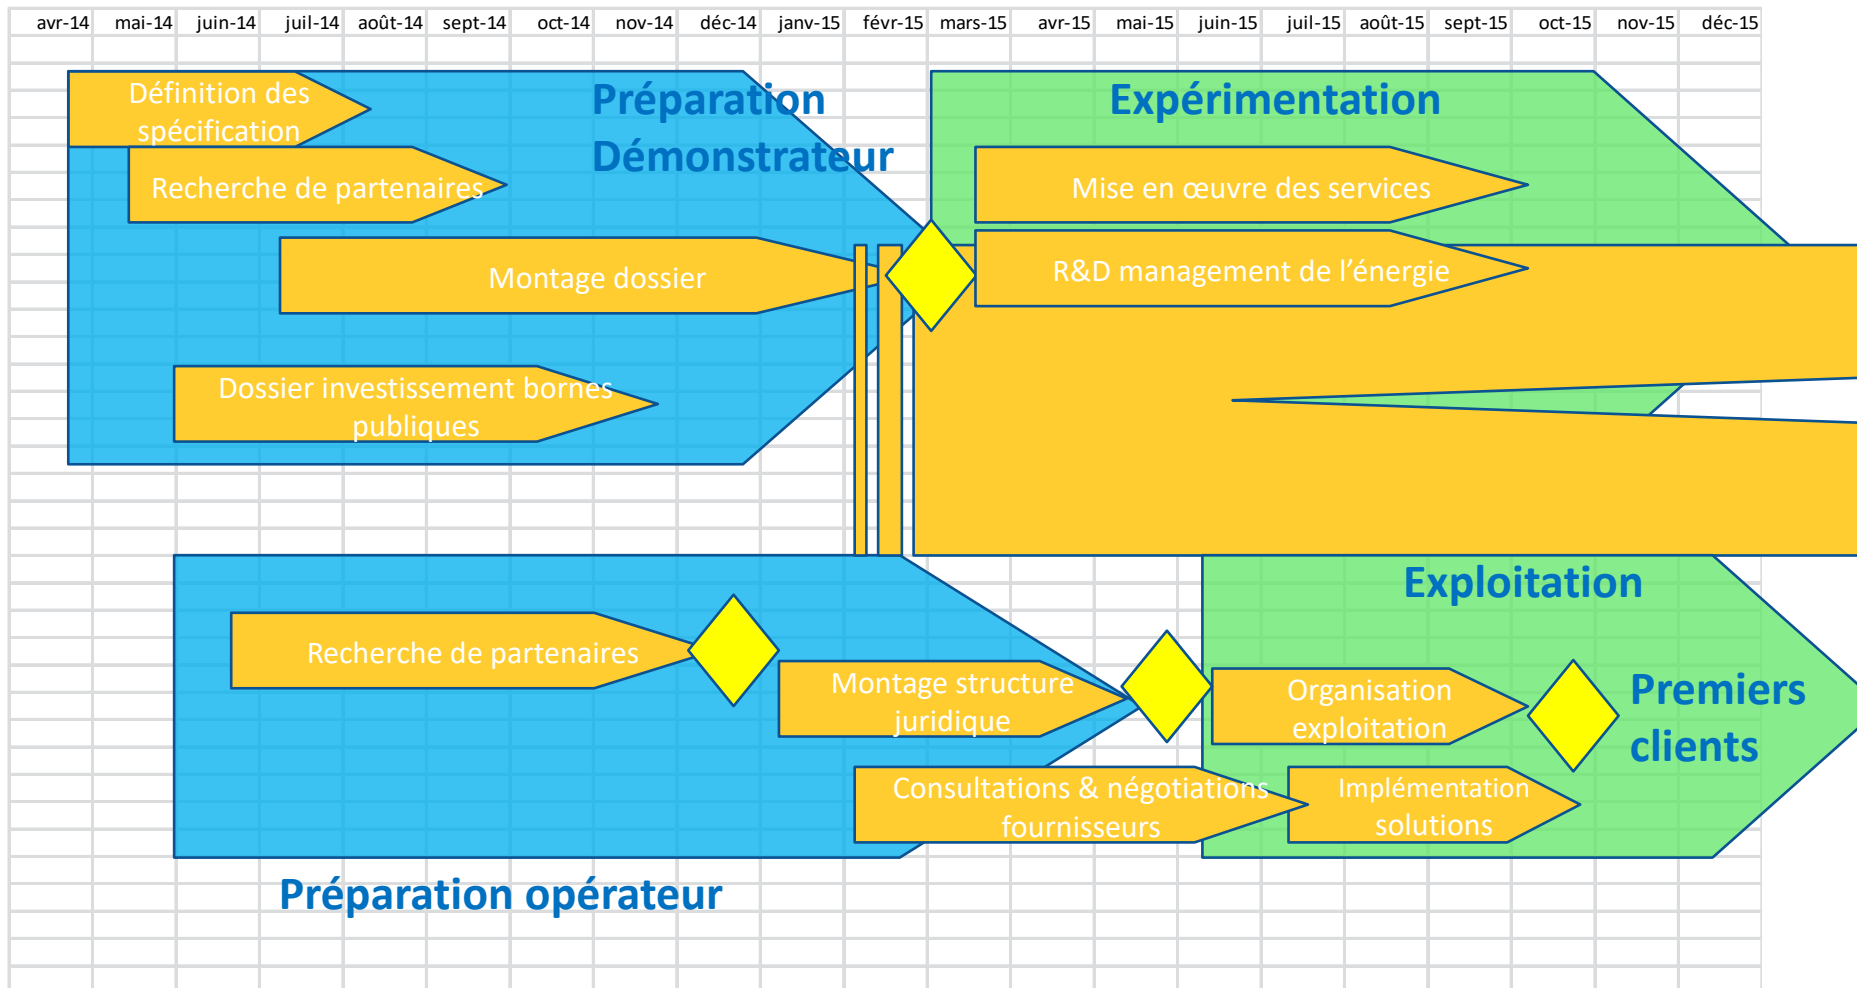 avr-14 mai-14 juin-14 juil-14 août-14 sept-14 oct-14 nov-14 déc-14 janv-15 févr-15 mars-15 avr-15 mai-15 juin-15 juil-15 août-15 sept-15 oct-15 nov-15 déc-15
Définition des
spécification
Préparation
Démonstrateur
Recherche de partenaires
Montage dossier
Dossier investissement bornes
publiques
Expérimentation
Mise en œuvre des services
R&D management de l’énergie
Exploitation
Recherche de partenaires
Montage structure
juridique
Organisation
exploitation
Premiers
clients
Consultations & négotiations
fournisseurs
Implémentation
solutions
Préparation opérateur